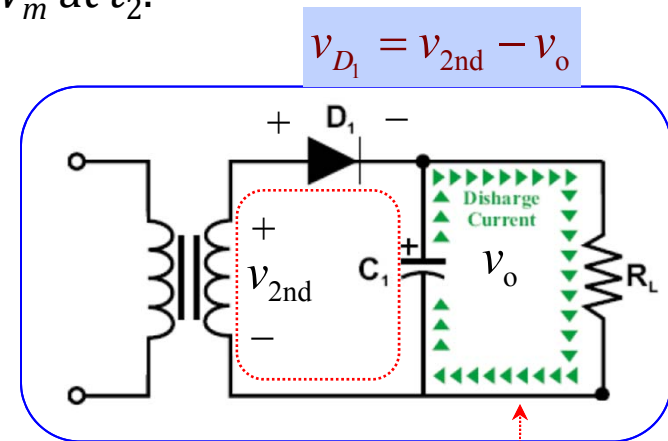 V_m at t_2.
v_{D_1} = v_{2nd} − v_o
+ D_1 −
Disharge
Current
+
v_{2nd}
−
C_1
+
v_o
R_L